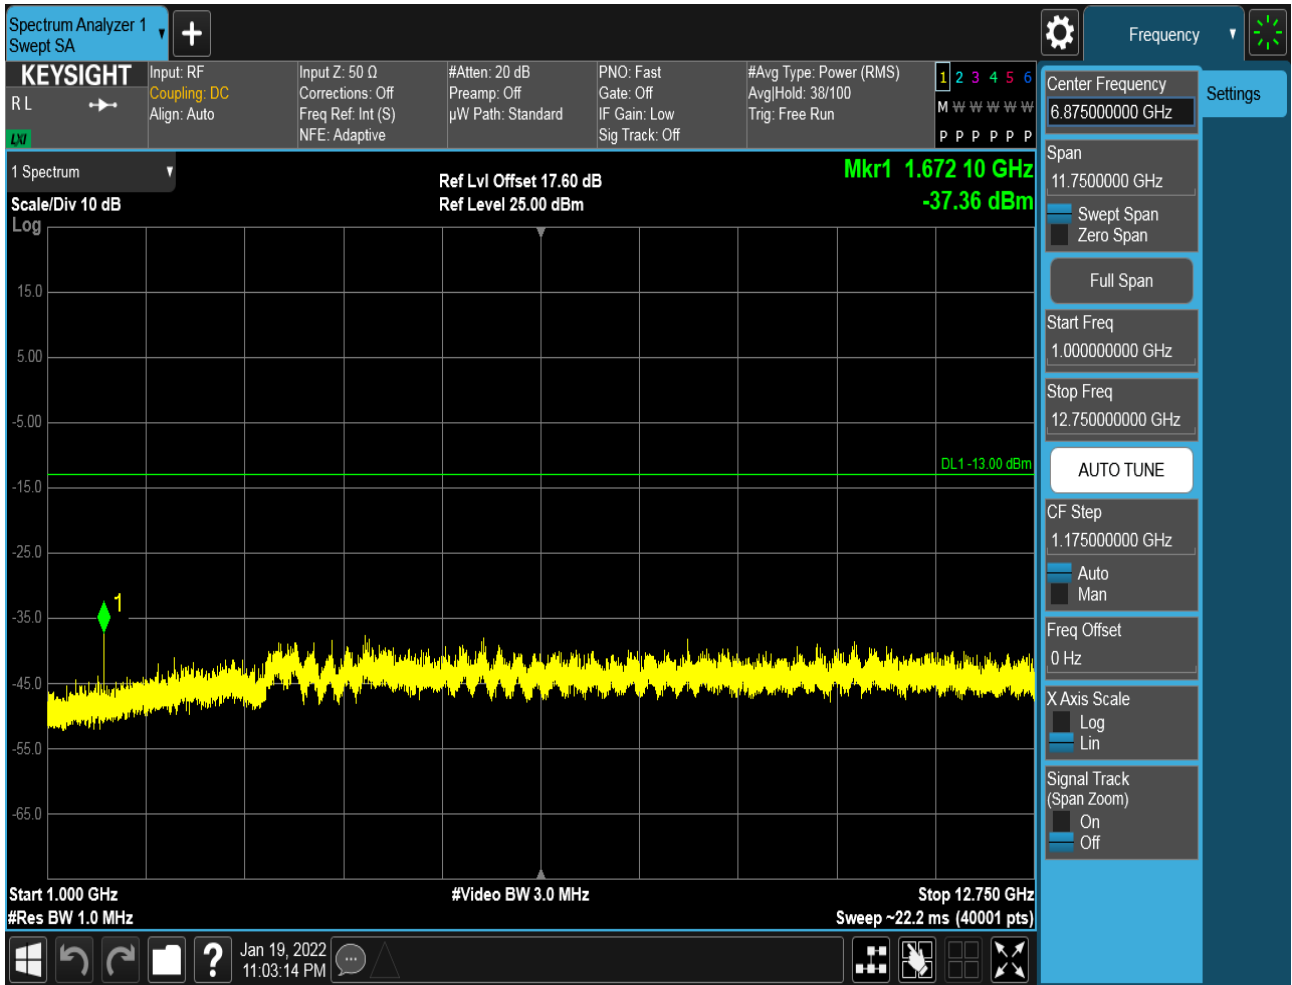 Spectrum Analyzer 1
Swept SA
Frequency
KEYSIGHT
R L
LXI
Input: RF
Coupling: DC
Align: Auto
Input Z: 50 Ω
Corrections: Off
Freq Ref: Int (S)
NFE: Adaptive
#Atten: 20 dB
Preamp: Off
µW Path: Standard
PNO: Fast
Gate: Off
IF Gain: Low
Sig Track: Off
#Avg Type: Power (RMS)
Avg|Hold: 38/100
Trig: Free Run
1 2 3 4 5 6
M W W W W W
P P P P P P
Center Frequency
6.875000000 GHz
Settings
Span
11.7500000 GHz
Swept Span
Zero Span
Full Span
Start Freq
1.000000000 GHz
Stop Freq
12.750000000 GHz
AUTO TUNE
CF Step
1.175000000 GHz
Auto
Man
Freq Offset
0 Hz
X Axis Scale
Log
Lin
Signal Track
(Span Zoom)
On
Off
1 Spectrum
Scale/Div 10 dB
Log
Ref Lvl Offset 17.60 dB
Ref Level 25.00 dBm
Mkr1 1.672 10 GHz
-37.36 dBm
15.0
5.00
-5.00
DL1 -13.00 dBm
-15.0
-25.0
1
-35.0
-45.0
-55.0
-65.0
Start 1.000 GHz
#Video BW 3.0 MHz
Stop 12.750 GHz
#Res BW 1.0 MHz
Sweep ~22.2 ms (40001 pts)
?
Jan 19, 2022
11:03:14 PM